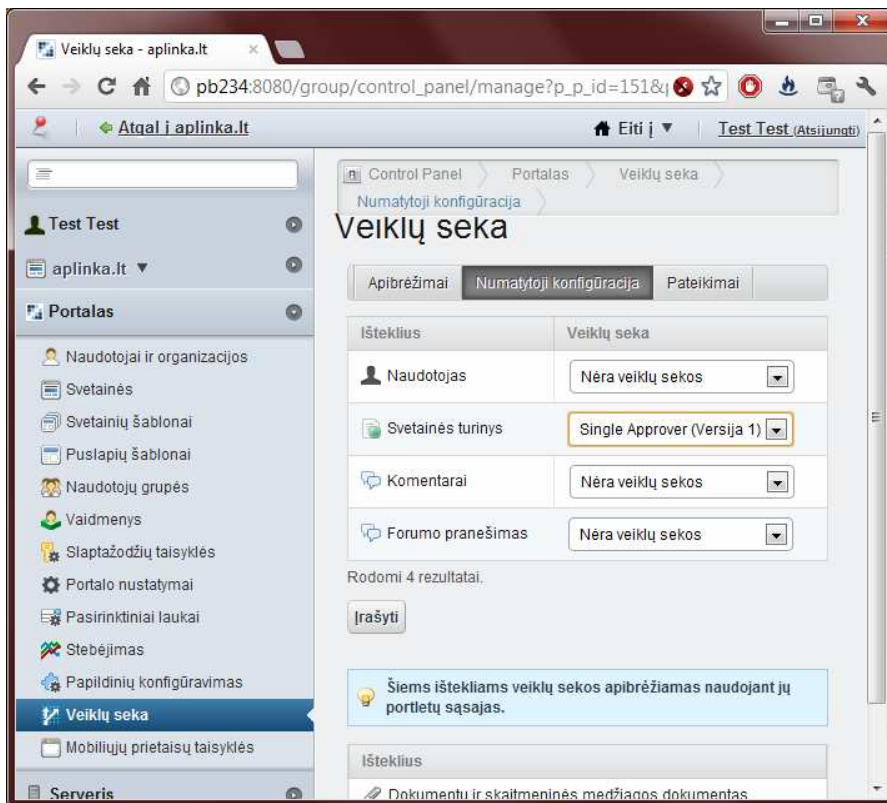 Veiklų seka - aplinka.lt
pb234:8080/group/control_panel/manage?p_p_id=151&
Atgal į aplinka.lt
Eiti į
Test Test (Atsijungti)
Control Panel
Portalas
Veiklų seka
Numatytoji konfigūracija
Veiklų seka
Test Test
aplinka.lt
Portalas
Naudotojai ir organizacijos
Svetainės
Svetainių šablonai
Puslapių šablonai
Naudotojų grupės
Vaidmenys
Slaptažodžių taisyklės
Portalo nustatymai
Pasirinktiniai laukai
Stebėjimas
Papildinių konfigūravimas
Veiklų seka
Mobiliųjų prietaisų taisyklės
Serveris
Apibrėžimai
Numatytoji konfigūracija
Pateikimai
Išteklius
Veiklų seka
Naudotojas
Nėra veiklų sekos
Svetainės turinys
Single Approver (Versija 1)
Komentarai
Nėra veiklų sekos
Forumo pranešimas
Nėra veiklų sekos
Rodomi 4 rezultatai.
Įrašyti
Šiems ištekliams veiklų sekos apibrėžiamas naudojant jų
portletų sąsajas.
Išteklius
Dokumentų ir skaitmeninės medžiagos dokumentas